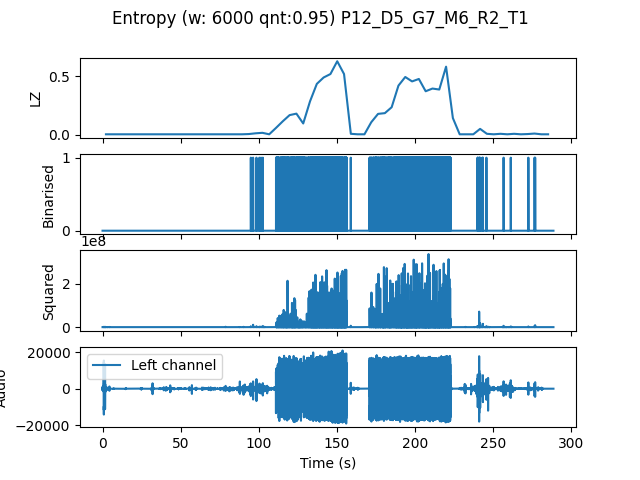 Entropy (w: 6000 qnt:0.95) P12_D5_G7_M6_R2_T1
LZ
0.5
0.0
Binarised
1
0
1e8
Squared
2
0
Audio
20000
0
−20000
Left channel
0 50 100 150 200 250 300
Time (s)